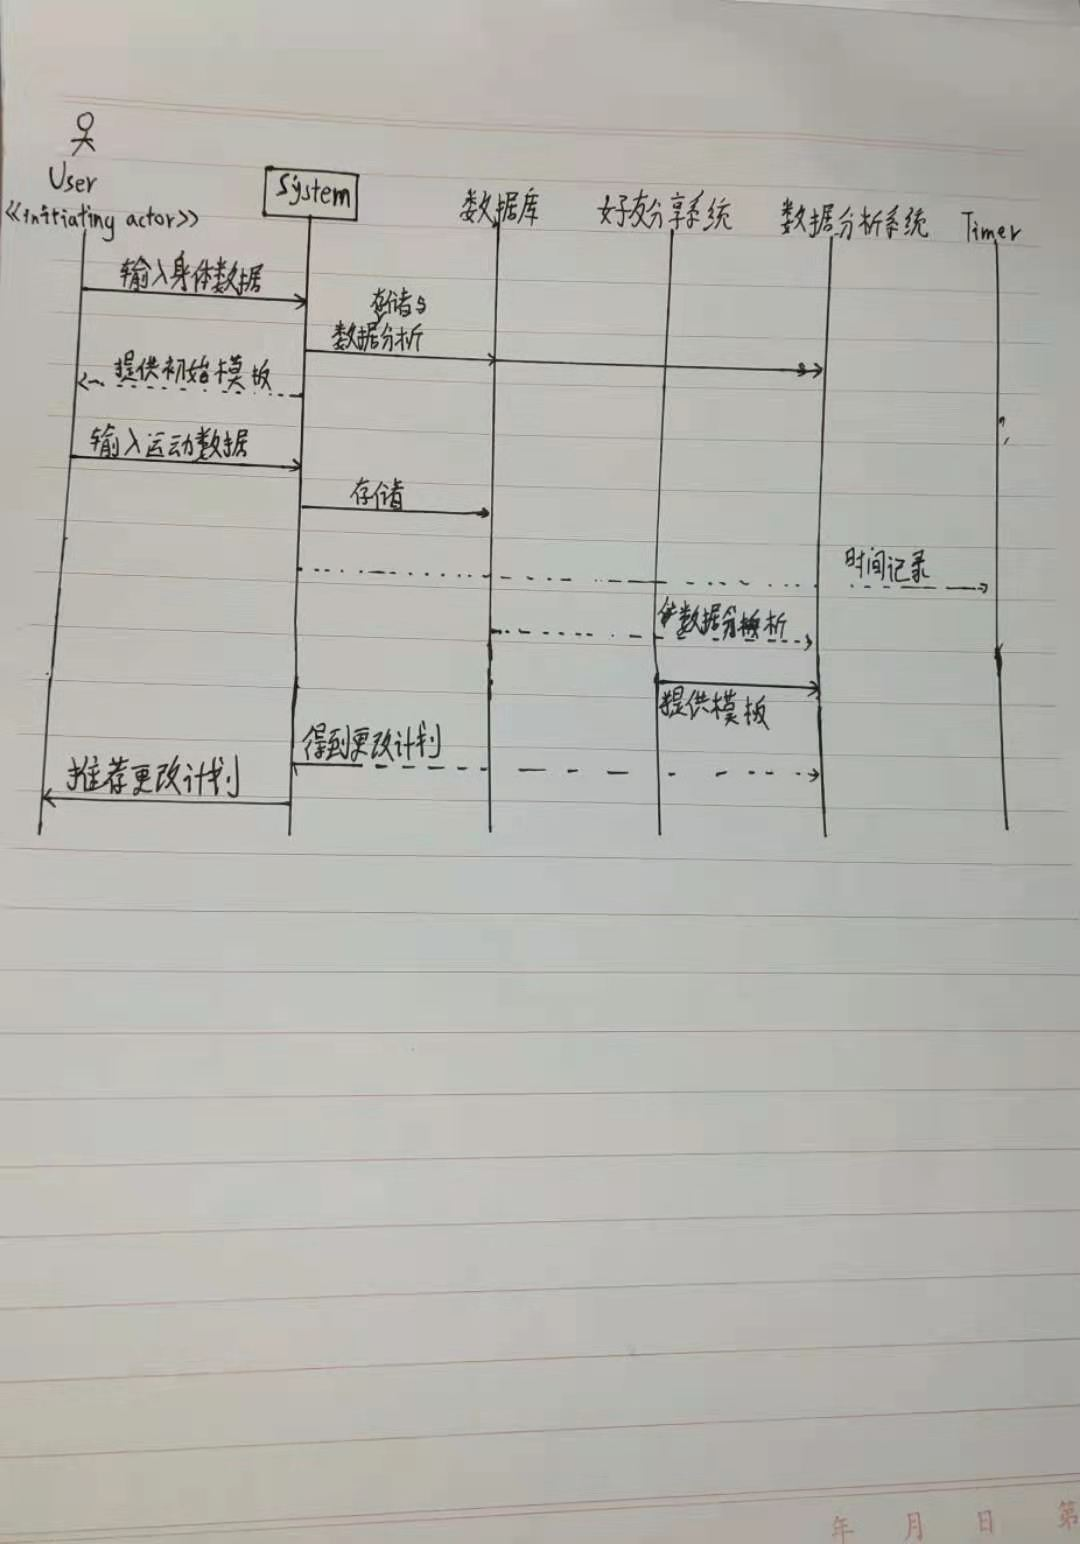 User
<<initiating actor>>
System
数据库
好友分享系统
数据分析系统
Timer
输入身体数据
存储与
数据分析
提供初始模板
输入运动数据
存储
时间记录
数据分析
提供模板
得到更改计划
推荐更改计划
年 月 日 第